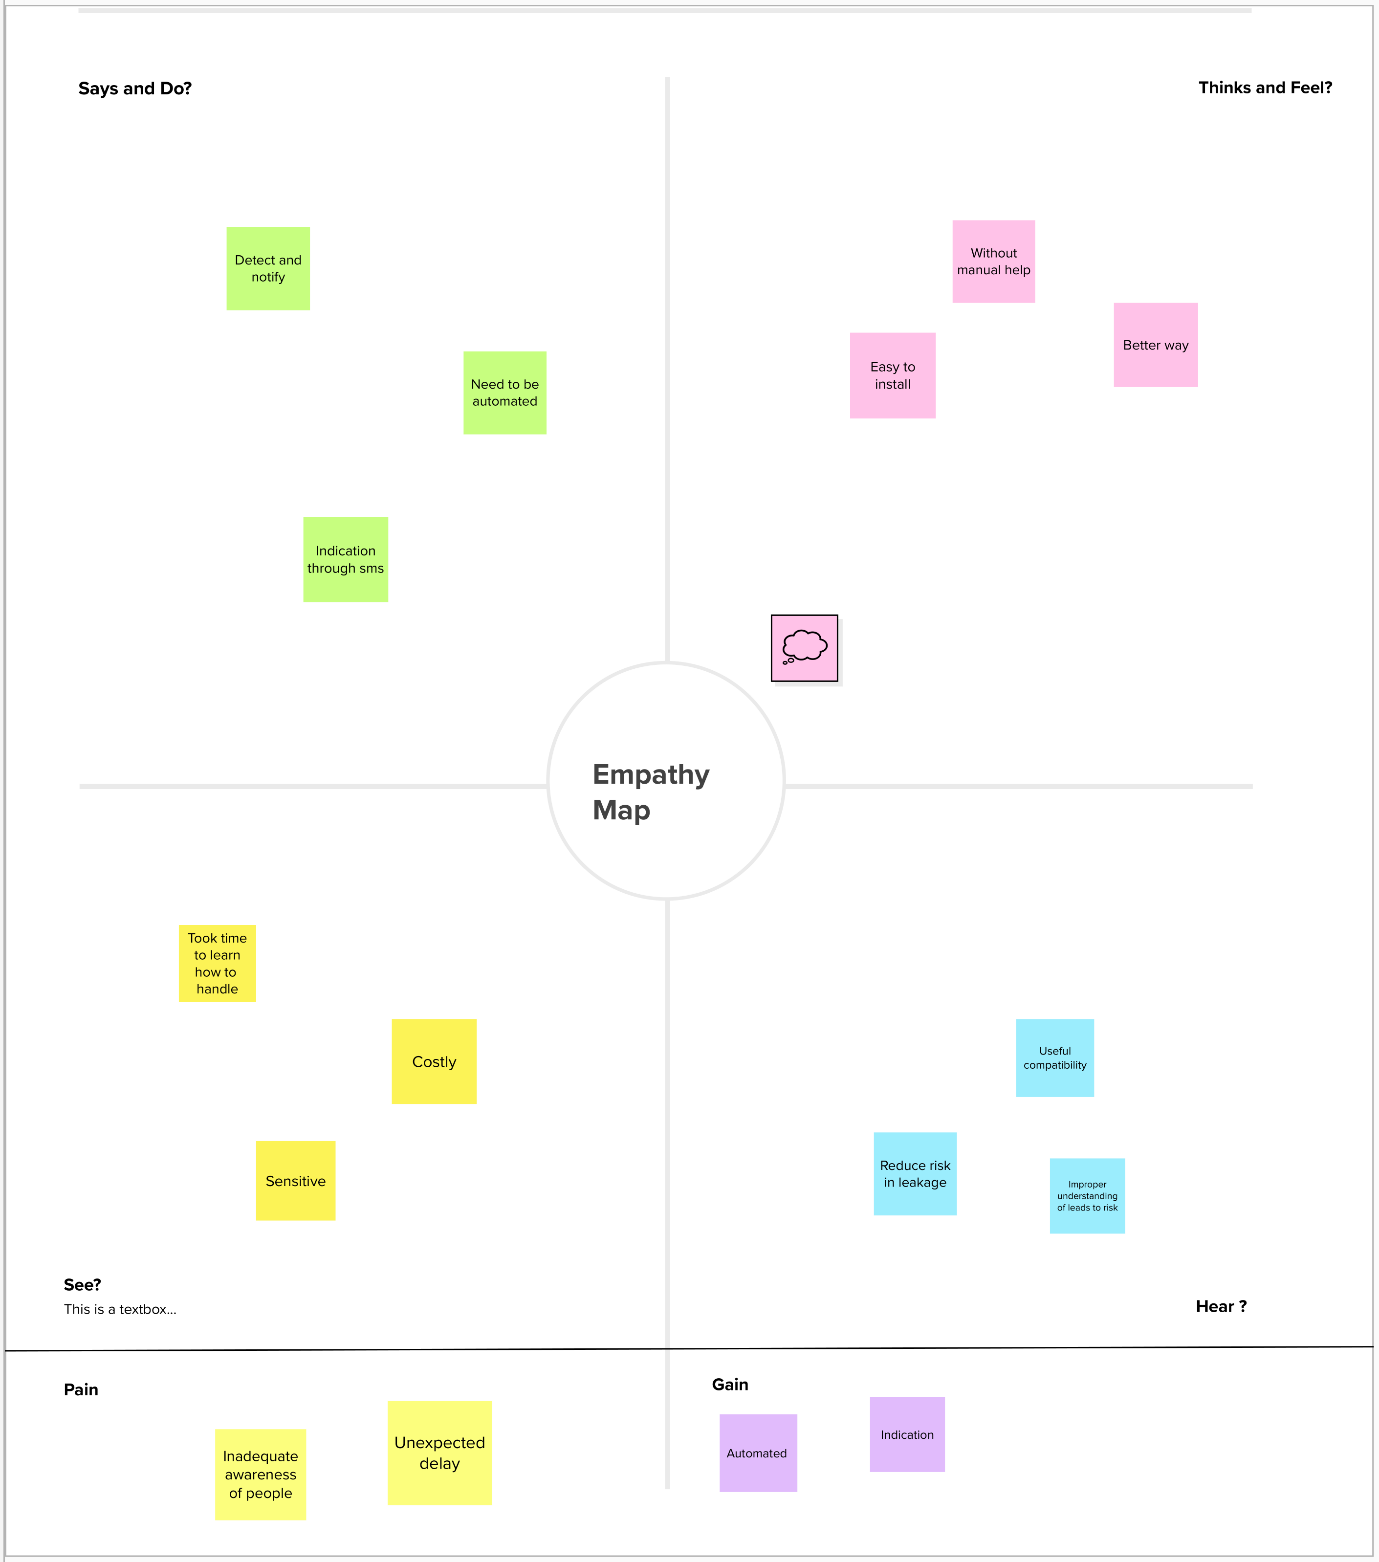 Says and Do?
Thinks and Feel?
Detect and
notify
Need to be
automated
Indication
through sms
Without
manual help
Better way
Easy to
install
Empathy
Map
Took time
to learn
how to
handle
Costly
Sensitive
See?
This is a textbox...
Useful
compatibility
Reduce risk
in leakage
Improper
understanding
of leads to risk
Hear ?
Pain
Inadequate
awareness
of people
Unexpected
delay
Gain
Automated
Indication